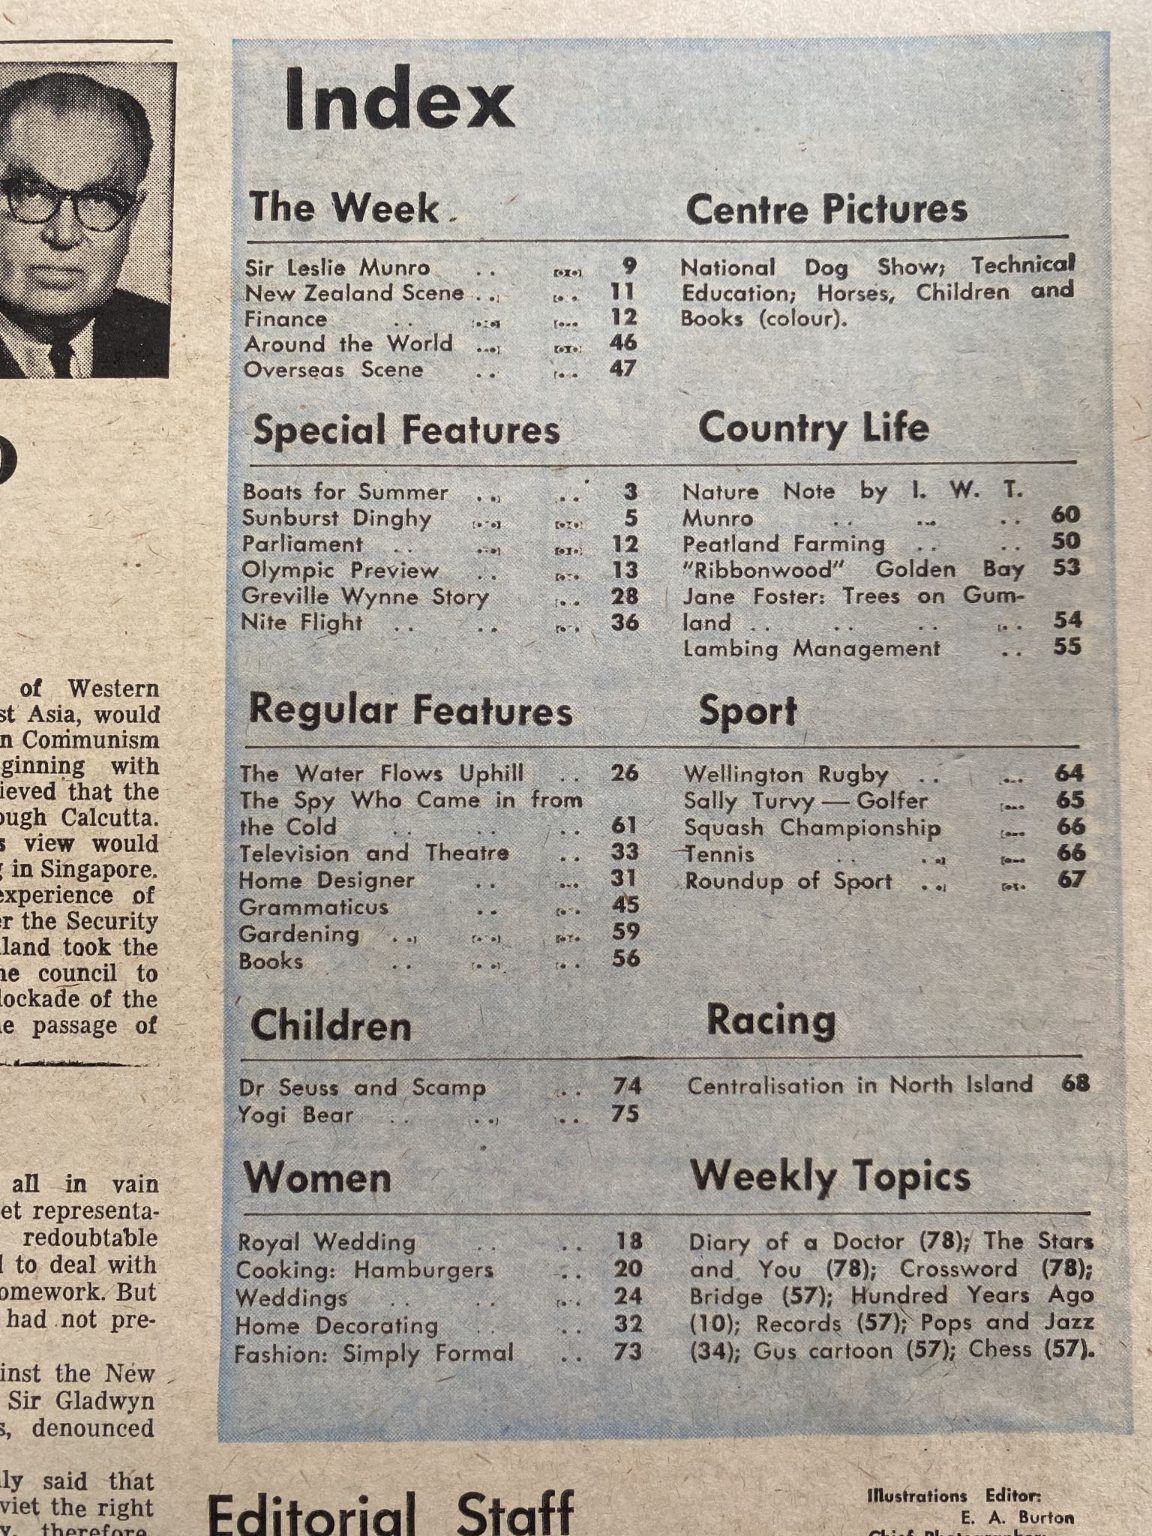 of Western
st Asia, would
n Communism
ginning with
ieved that the
ough Calcutta.
s view would
g in Singapore.
experience of
er the Security
land took the
ne council to
lockade of the
e passage of
all in vain
et representa-
redoubtable
l to deal with
omework. But
had not pre-
inst the New
Sir Gladwyn
s, denounced
ly said that
viet the right
y, therefore,
Index
The Week
Sir Leslie Munro .. 9
New Zealand Scene .. 11
Finance .. 12
Around the World .. 46
Overseas Scene .. 47
Special Features
Boats for Summer .. 3
Sunburst Dinghy .. 5
Parliament .. 12
Olympic Preview .. 13
Greville Wynne Story .. 28
Nite Flight .. 36
Regular Features
The Water Flows Uphill .. 26
The Spy Who Came in from
the Cold .. 61
Television and Theatre .. 33
Home Designer .. 31
Grammaticus .. 45
Gardening .. 59
Books .. 56
Children
Dr Seuss and Scamp .. 74
Yogi Bear .. 75
Women
Royal Wedding .. 18
Cooking: Hamburgers .. 20
Weddings .. 24
Home Decorating .. 32
Fashion: Simply Formal .. 73
Centre Pictures
National Dog Show; Technical
Education; Horses, Children and
Books (colour).
Country Life
Nature Note by I. W. T.
Munro .. 60
Peatland Farming .. 50
"Ribbonwood" Golden Bay 53
Jane Foster: Trees on Gum-
land .. 54
Lambing Management .. 55
Sport
Wellington Rugby .. 64
Sally Turvy — Golfer 65
Squash Championship 66
Tennis .. 66
Roundup of Sport .. 67
Racing
Centralisation in North Island 68
Weekly Topics
Diary of a Doctor (78); The Stars
and You (78); Crossword (78);
Bridge (57); Hundred Years Ago
(10); Records (57); Pops and Jazz
(34); Gus cartoon (57); Chess (57).
Editorial Staff
Illustrations Editor:
E. A. Burton